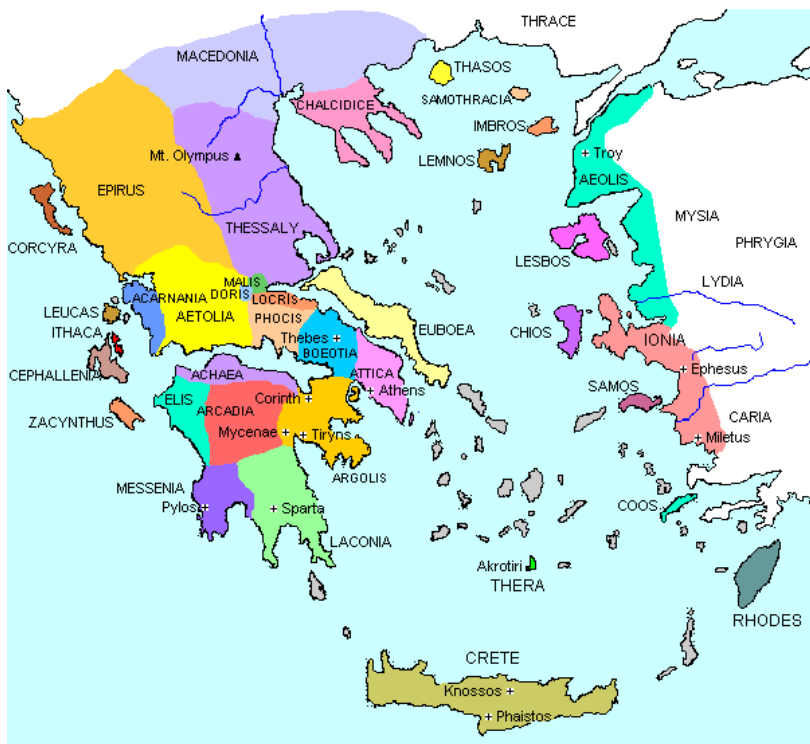 THRACE
MACEDONIA
THASOS
SAMOTHRACIA
CHALCIDICE
IMBROS
Mt. Olympus
LEMNOS
Troy
AEOLIS
EPIRUS
MYSIA
THESSALY
CORCYRA
PHRYGIA
LESBOS
LYDIA
MALIS
DORIS
ACARNANIA
LOCRIS
AETOLIA
LEUCAS
PHOCIS
EUBOEA
ITHACA
Thebes
CHIOS
IONIA
BOEOTIA
CEPHALLENIA
ACHAEA
ATTICA
Ephesus
Athens
ELIS
Corinth
SAMOS
ARCADIA
ZACYNTHUS
CARIA
Mycenae
Tiryns
Miletus
ARGOLIS
MESSENIA
Pylos
Sparta
COOS
LACONIA
Akrotiri
THERA
RHODES
CRETE
Knossos
Phaistos